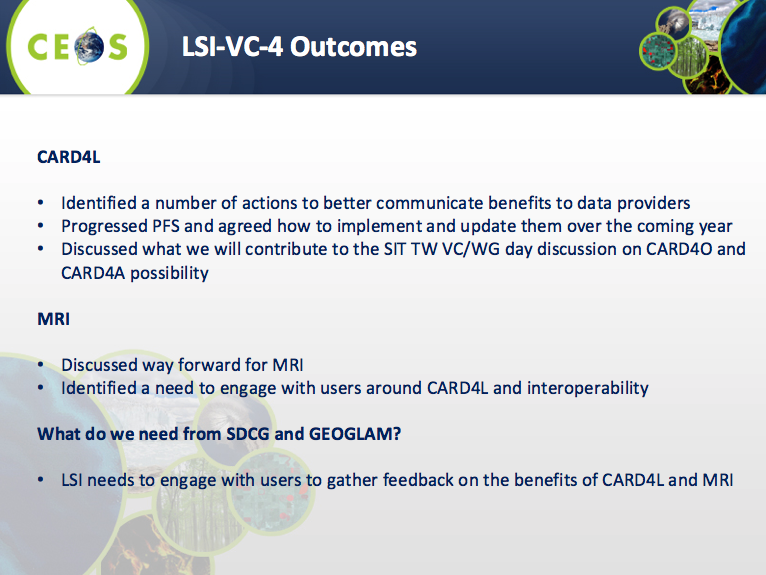 CEOS
LSI-VC-4 Outcomes
CARD4L
• Identified a number of actions to better communicate benefits to data providers
• Progressed PFS and agreed how to implement and update them over the coming year
• Discussed what we will contribute to the SIT TW VC/WG day discussion on CARD4O and
CARD4A possibility
MRI
• Discussed way forward for MRI
• Identified a need to engage with users around CARD4L and interoperability
What do we need from SDCG and GEOGLAM?
• LSI needs to engage with users to gather feedback on the benefits of CARD4L and MRI